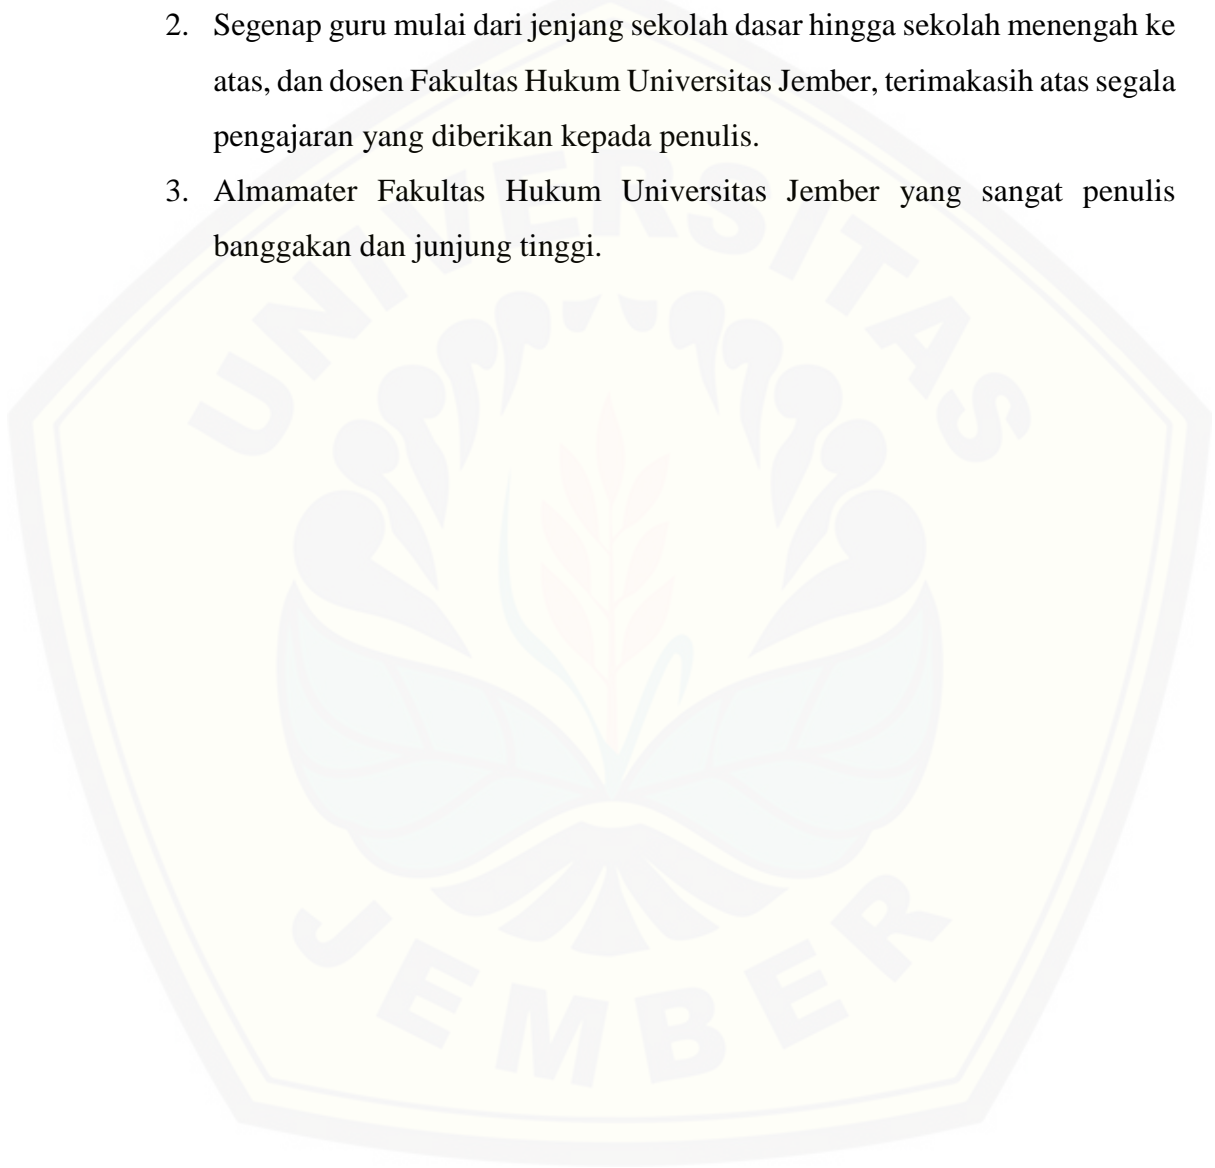 2. Segenap guru mulai dari jenjang sekolah dasar hingga sekolah menengah ke
atas, dan dosen Fakultas Hukum Universitas Jember, terimakasih atas segala
pengajaran yang diberikan kepada penulis.
3. Almamater Fakultas Hukum Universitas Jember yang sangat penulis
banggakan dan junjung tinggi.
UNIVERSITAS
JEMBER